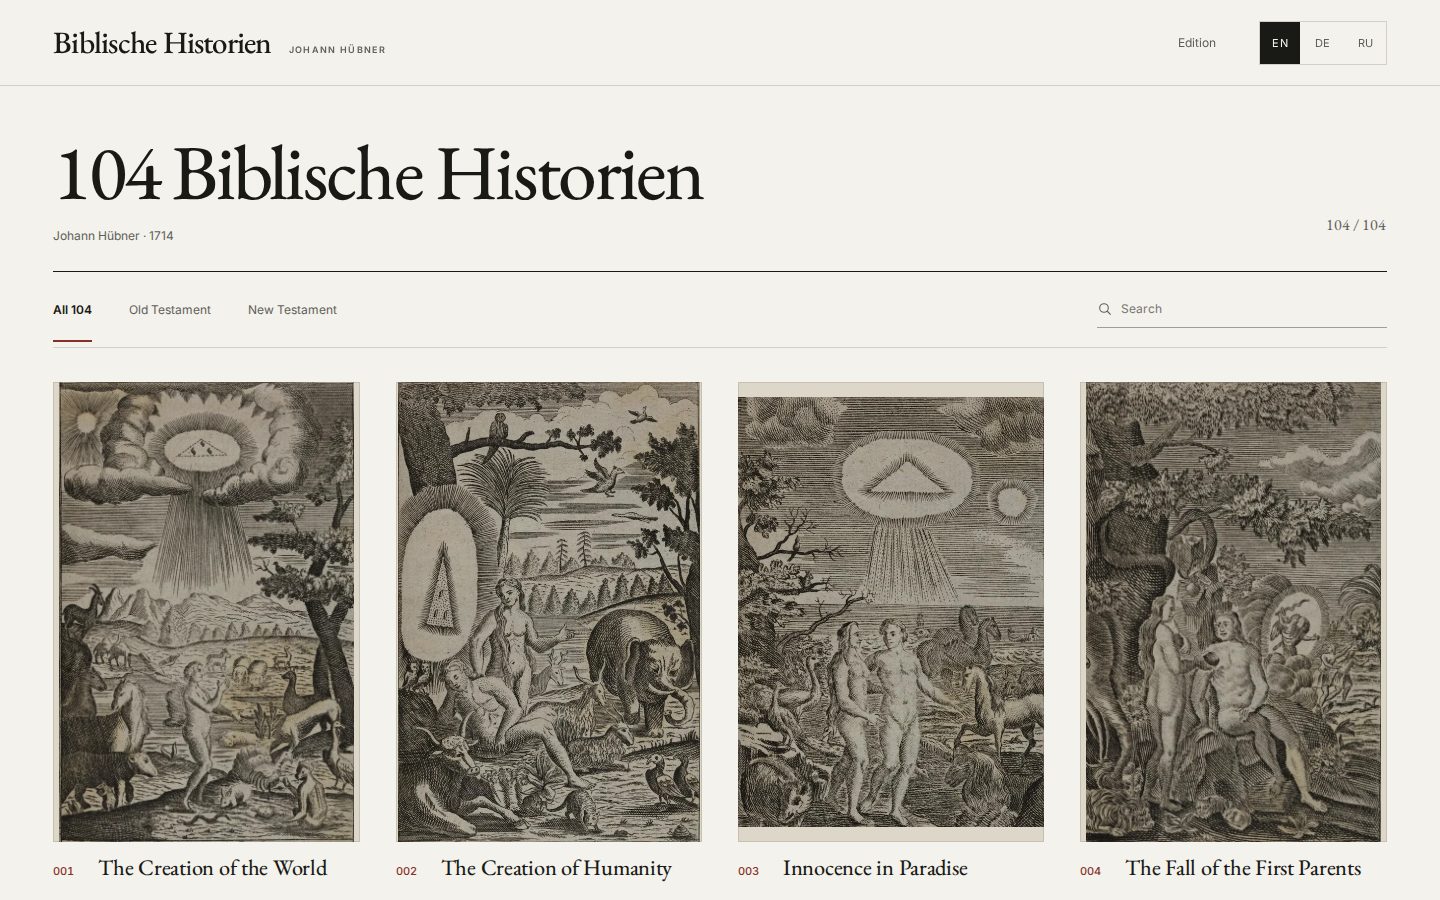 Biblische Historien JOHANN HÜBNER Edition EN DE RU
104 Biblische Historien
Johann Hübner · 1714
104 / 104
All 104 Old Testament New Testament Search
001 The Creation of the World
002 The Creation of Humanity
003 Innocence in Paradise
004 The Fall of the First Parents